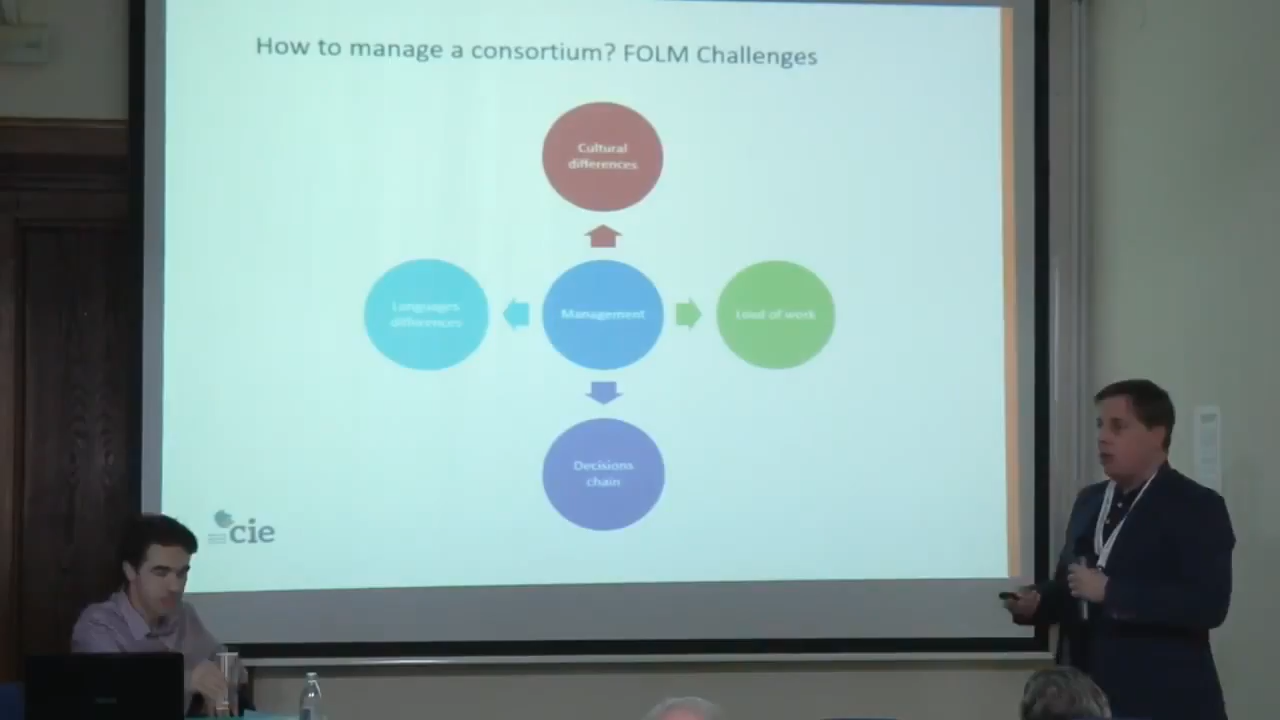 How to manage a consortium? FOLM Challenges
Cultural
differences
Languages
differences
Management
Load of work
Decisions
chain
cie